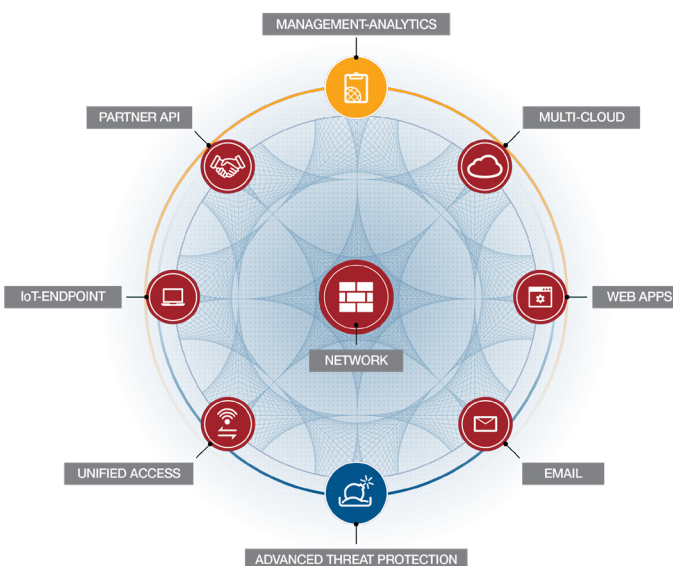 MANAGEMENT-ANALYTICS
PARTNER API
MULTI-CLOUD
IoT-ENDPOINT
WEB APPS
NETWORK
UNIFIED ACCESS
EMAIL
ADVANCED THREAT PROTECTION